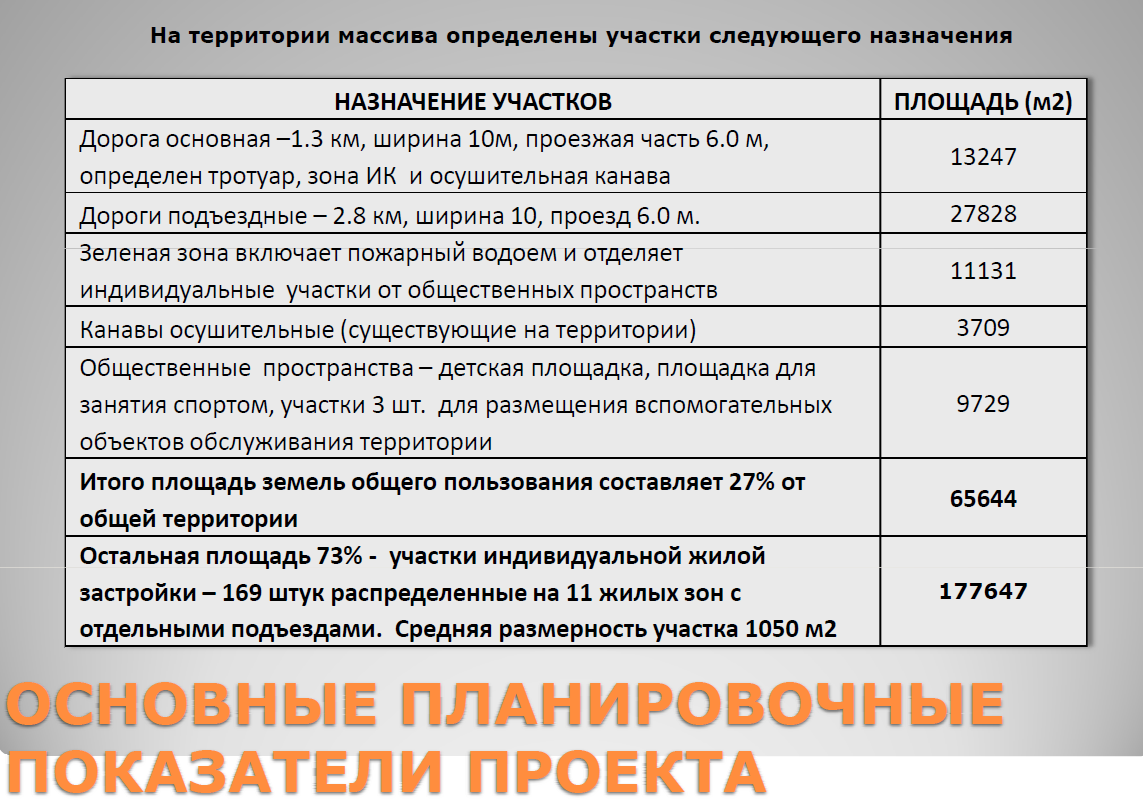 На территории массива определены участки следующего назначения
НАЗНАЧЕНИЕ УЧАСТКОВ ПЛОЩАДЬ (м2)
Дорога основная –1.3 км, ширина 10м, проезжая часть 6.0 м,
определен тротуар, зона ИК и осушительная канава
13247
Дороги подъездные – 2.8 км, ширина 10, проезд 6.0 м.
27828
Зеленая зона включает пожарный водоем и отделяет
индивидуальные участки от общественных пространств
11131
Канавы осушительные (существующие на территории)
3709
Общественные пространства – детская площадка, площадка для
занятия спортом, участки 3 шт. для размещения вспомогательных
объектов обслуживания территории
9729
Итого площадь земель общего пользования составляет 27% от
общей территории
65644
Остальная площадь 73% - участки индивидуальной жилой
застройки – 169 штук распределенные на 11 жилых зон с
отдельными подъездами. Средняя размерность участка 1050 м2
177647
ОСНОВНЫЕ ПЛАНИРОВОЧНЫЕ
ПОКАЗАТЕЛИ ПРОЕКТА